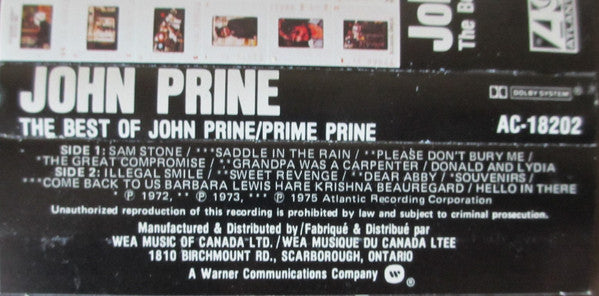 Jo
The Best
ATLANTIC
JOHN PRINE
DOLBY SYSTEM
THE BEST OF JOHN PRINE/PRIME PRINE
AC-18202
SIDE 1: SAM STONE / ***SADDLE IN THE RAIN / **PLEASE DON'T BURY ME /
*THE GREAT COMPROMISE / **GRANDPA WAS A CARPENTER / DONALD AND LYDIA
SIDE 2: ILLEGAL SMILE / **SWEET REVENGE / **DEAR ABBY / *SOUVENIRS /
***COME BACK TO US BARBARA LEWIS HARE KRISHNA BEAUREGARD / HELLO IN THERE
* ℗ 1972, ** ℗ 1973, *** ℗ 1975 Atlantic Recording Corporation
Unauthorized reproduction of this recording is prohibited by law and subject to criminal prosecution.
Manufactured & Distributed by / Fabriqué & Distribué par
WEA MUSIC OF CANADA LTD. / WEA MUSIQUE DU CANADA LTEE
1810 BIRCHMOUNT RD., SCARBOROUGH, ONTARIO
A Warner Communications Company